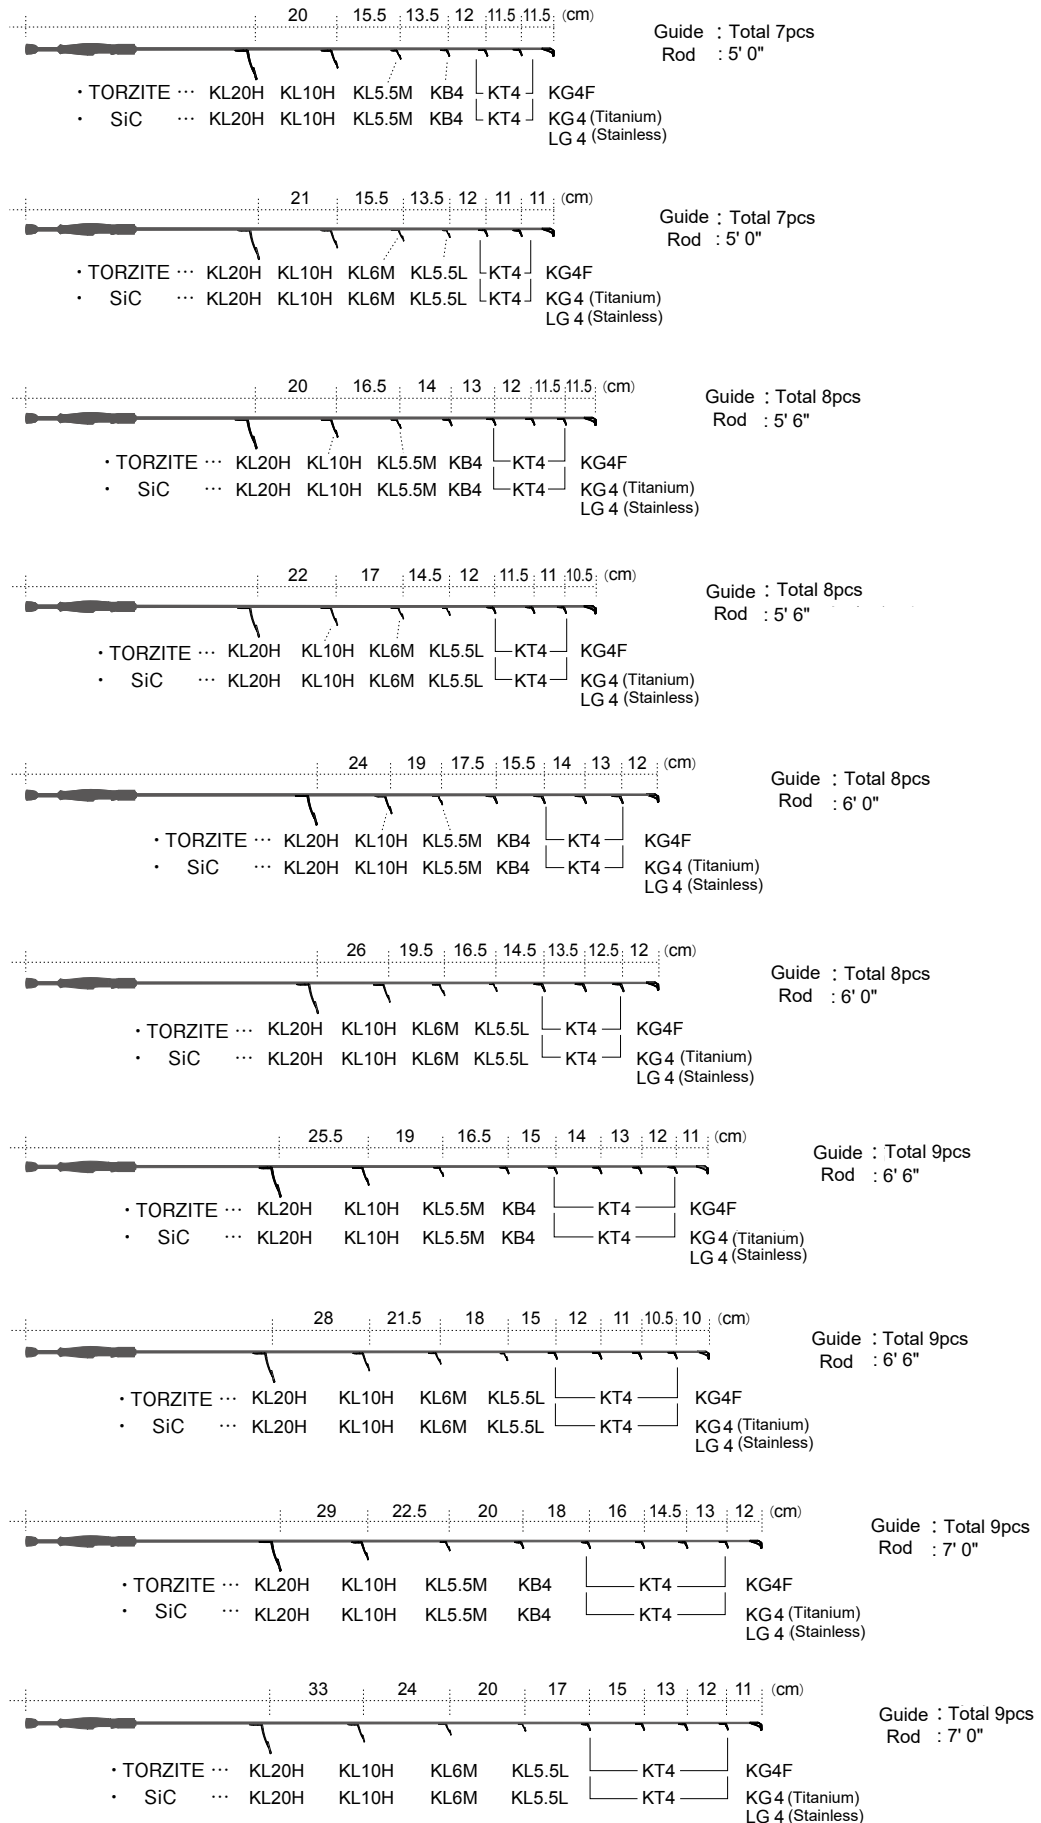 20 15.5 13.5 12 11.5 11.5 (cm)
Guide : Total 7pcs
Rod : 5' 0"
・TORZITE … KL20H KL10H KL5.5M KB4 KT4 KG4F
・ SiC … KL20H KL10H KL5.5M KB4 KT4 KG4 (Titanium)
LG 4 (Stainless)
21 15.5 13.5 12 11 11 (cm)
Guide : Total 7pcs
Rod : 5' 0"
・TORZITE … KL20H KL10H KL6M KL5.5L KT4 KG4F
・ SiC … KL20H KL10H KL6M KL5.5L KT4 KG4 (Titanium)
LG 4 (Stainless)
20 16.5 14 13 12 11.5 11.5 (cm)
Guide : Total 8pcs
Rod : 5' 6"
・TORZITE … KL20H KL10H KL5.5M KB4 KT4 KG4F
・ SiC … KL20H KL10H KL5.5M KB4 KT4 KG4 (Titanium)
LG 4 (Stainless)
22 17 14.5 12 11.5 11 10.5 (cm)
Guide : Total 8pcs
Rod : 5' 6"
・TORZITE … KL20H KL10H KL6M KL5.5L KT4 KG4F
・ SiC … KL20H KL10H KL6M KL5.5L KT4 KG4 (Titanium)
LG 4 (Stainless)
24 19 17.5 15.5 14 13 12 (cm)
Guide : Total 8pcs
Rod : 6' 0"
・TORZITE … KL20H KL10H KL5.5M KB4 KT4 KG4F
・ SiC … KL20H KL10H KL5.5M KB4 KT4 KG4 (Titanium)
LG 4 (Stainless)
26 19.5 16.5 14.5 13.5 12.5 12 (cm)
Guide : Total 8pcs
Rod : 6' 0"
・TORZITE … KL20H KL10H KL6M KL5.5L KT4 KG4F
・ SiC … KL20H KL10H KL6M KL5.5L KT4 KG4 (Titanium)
LG 4 (Stainless)
25.5 19 16.5 15 14 13 12 11 (cm)
Guide : Total 9pcs
Rod : 6' 6"
・TORZITE … KL20H KL10H KL5.5M KB4 KT4 KG4F
・ SiC … KL20H KL10H KL5.5M KB4 KT4 KG4 (Titanium)
LG 4 (Stainless)
28 21.5 18 15 12 11 10.5 10 (cm)
Guide : Total 9pcs
Rod : 6' 6"
・TORZITE … KL20H KL10H KL6M KL5.5L KT4 KG4F
・ SiC … KL20H KL10H KL6M KL5.5L KT4 KG4 (Titanium)
LG 4 (Stainless)
29 22.5 20 18 16 14.5 13 12 (cm)
Guide : Total 9pcs
Rod : 7' 0"
・TORZITE … KL20H KL10H KL5.5M KB4 KT4 KG4F
・ SiC … KL20H KL10H KL5.5M KB4 KT4 KG4 (Titanium)
LG 4 (Stainless)
33 24 20 17 15 13 12 11 (cm)
Guide : Total 9pcs
Rod : 7' 0"
・TORZITE … KL20H KL10H KL6M KL5.5L KT4 KG4F
・ SiC … KL20H KL10H KL6M KL5.5L KT4 KG4 (Titanium)
LG 4 (Stainless)